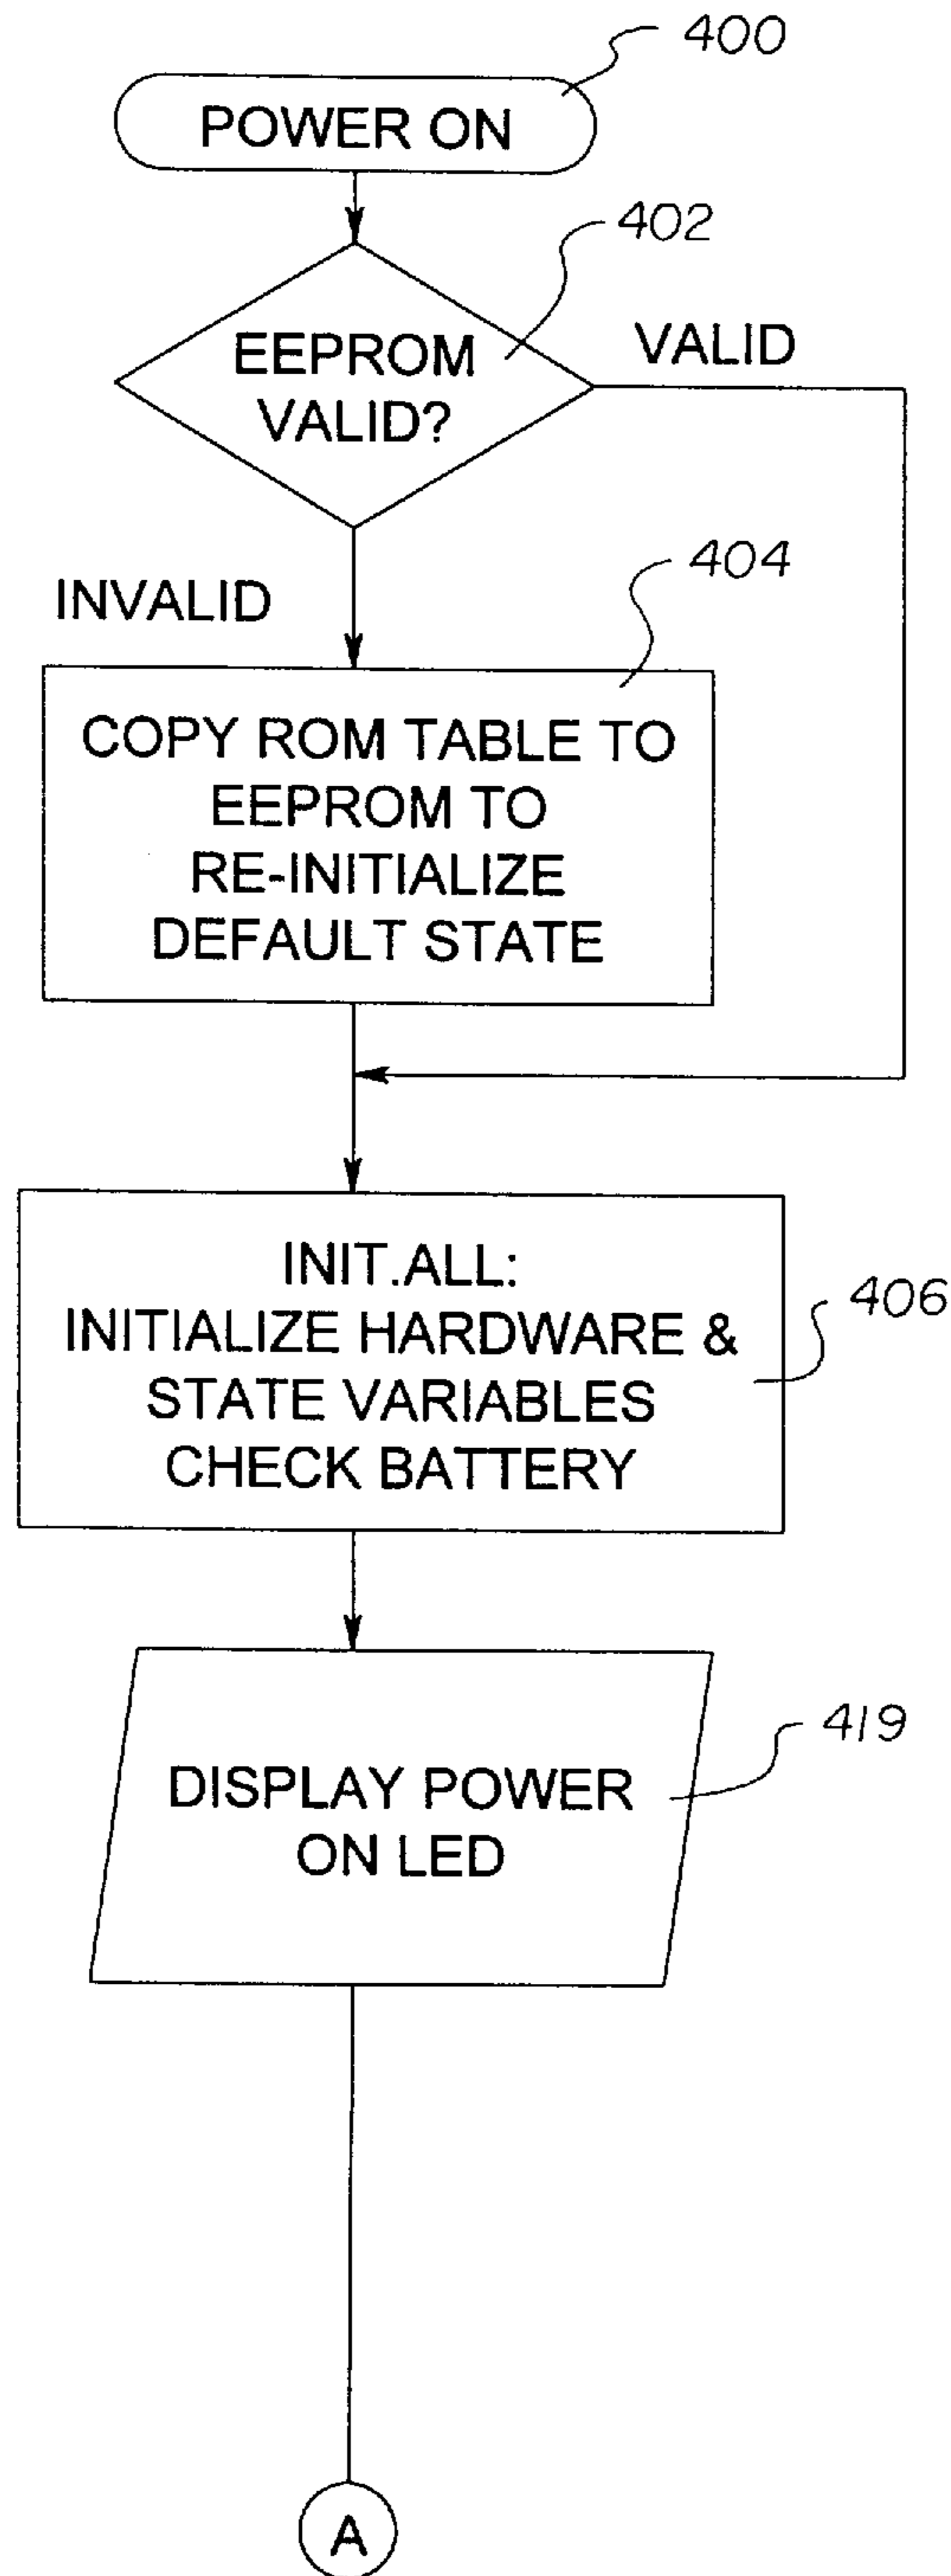 400
POWER ON
402
EEPROM
VALID?
VALID
INVALID
404
COPY ROM TABLE TO
EEPROM TO
RE-INITIALIZE
DEFAULT STATE
INIT.ALL:
INITIALIZE HARDWARE &
STATE VARIABLES
CHECK BATTERY
406
DISPLAY POWER
ON LED
419
A